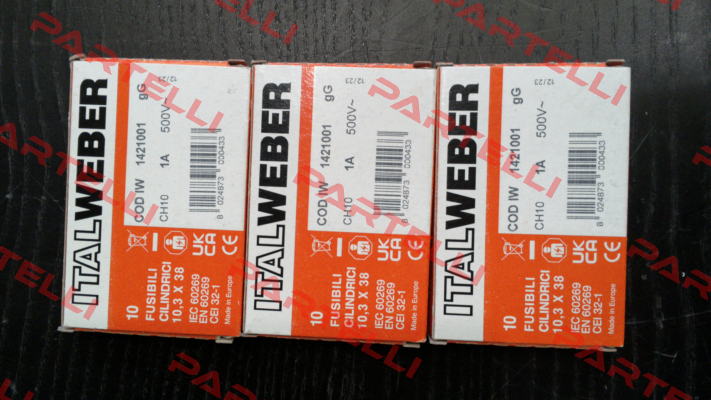 ITALWEBER
COD IW 1421001 gG
CH10 1A 500V~
12/23
8 024873 000433
UK
CA
CE
10
FUSIBILI
CILINDRICI
10,3 X 38
IEC 60269
EN 60269
CEI 32-1
Made in Europe
ITALWEBER
COD IW 1421001 gG
CH10 1A 500V~
12/23
8 024873 000433
UK
CA
CE
10
FUSIBILI
CILINDRICI
10,3 X 38
IEC 60269
EN 60269
CEI 32-1
Made in Europe
ITALWEBER
COD IW 1421001 gG
CH10 1A 500V~
12/23
8 024873 000433
UK
CA
CE
10
FUSIBILI
CILINDRICI
10,3 X 38
IEC 60269
EN 60269
CEI 32-1
Made in Europe
PARTELLI
PARTELLI
PARTELLI
PARTELLI
PARTELLI
PARTELLI
PARTELLI